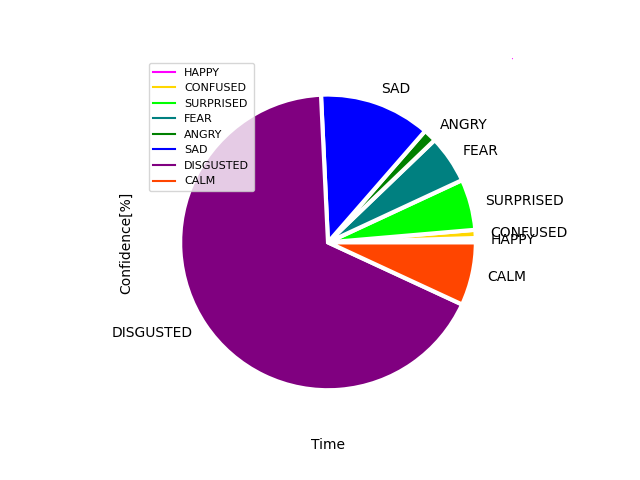 HAPPY
CONFUSED
SURPRISED
FEAR
ANGRY
SAD
DISGUSTED
CALM
SAD
ANGRY
FEAR
SURPRISED
CONFUSED
HAPPY
CALM
DISGUSTED
Confidence[%]
Time